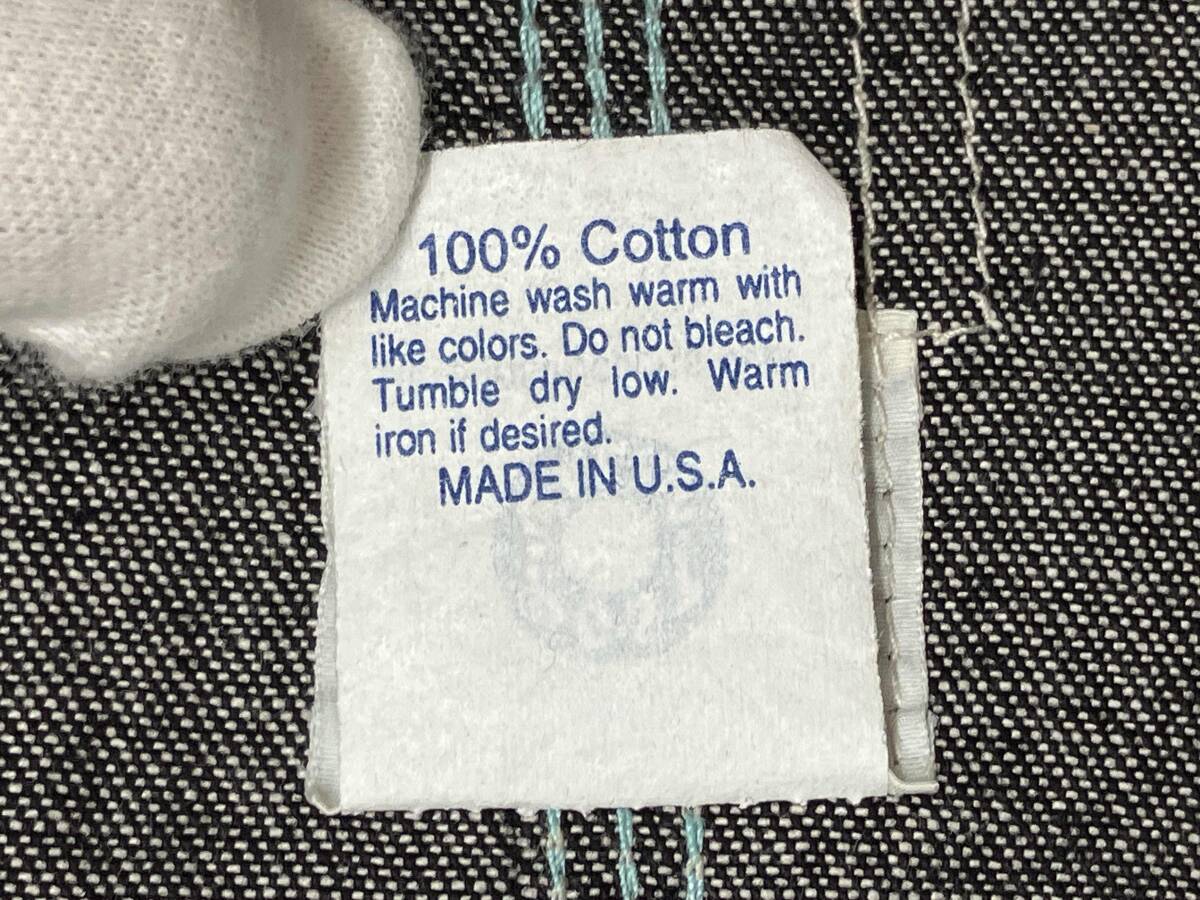 100% Cotton
Machine wash warm with
like colors. Do not bleach.
Tumble dry low. Warm
iron if desired.
MADE IN U.S.A.